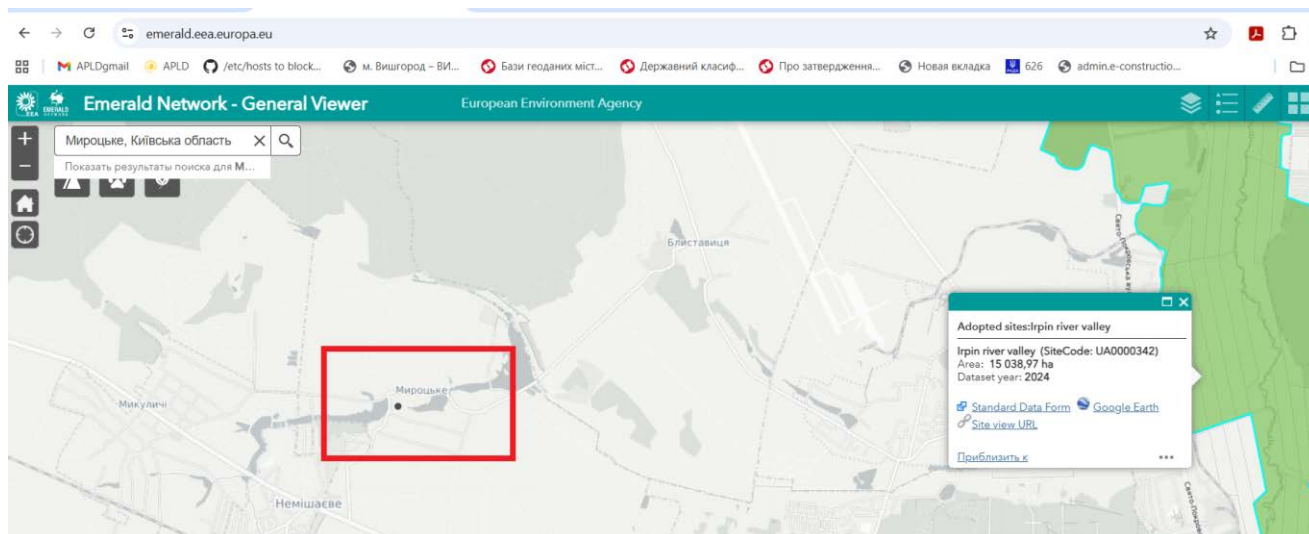 emerald.eea.europa.eu
APLDgmail APLD /etc/hosts to block... м. Вишгород – ВИ... Бази геоданих міст... Державний класиф... Про затвердження... Новая вкладка 626 admin.e-constructio...
EEA Emerald Network - General Viewer European Environment Agency
Мироцьке, Київська область
Показать результаты поиска для М...
Блиставиця
Мироцьке
Микуличі
Немішаєве
Adopted sites:Irpin river valley
Irpin river valley (SiteCode: UA0000342)
Area: 15 038,97 ha
Dataset year: 2024
Standard Data Form Google Earth
Site view URL
Приблизить к